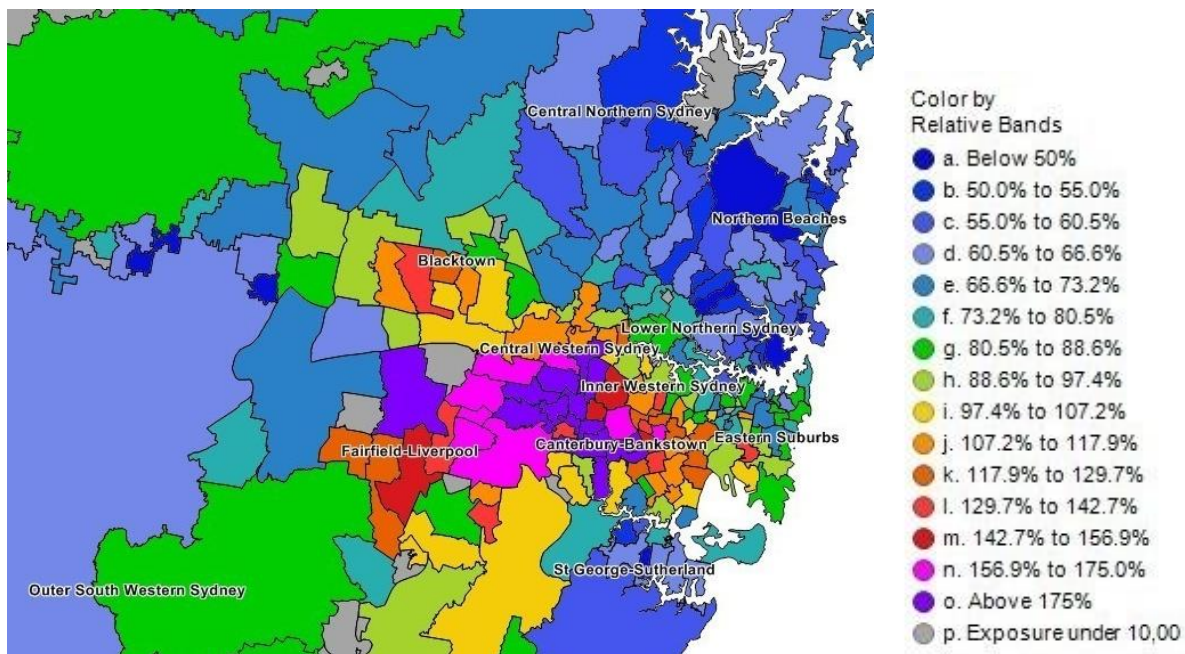 Central Northern Sydney
Northern Beaches
Blacktown
Lower Northern Sydney
Central Western Sydney
Inner Western Sydney
Fairfield-Liverpool
Canterbury-Bankstown
Eastern Suburbs
St George-Sutherland
Outer South Western Sydney
Color by
Relative Bands
a. Below 50%
b. 50.0% to 55.0%
c. 55.0% to 60.5%
d. 60.5% to 66.6%
e. 66.6% to 73.2%
f. 73.2% to 80.5%
g. 80.5% to 88.6%
h. 88.6% to 97.4%
i. 97.4% to 107.2%
j. 107.2% to 117.9%
k. 117.9% to 129.7%
l. 129.7% to 142.7%
m. 142.7% to 156.9%
n. 156.9% to 175.0%
o. Above 175%
p. Exposure under 10,00